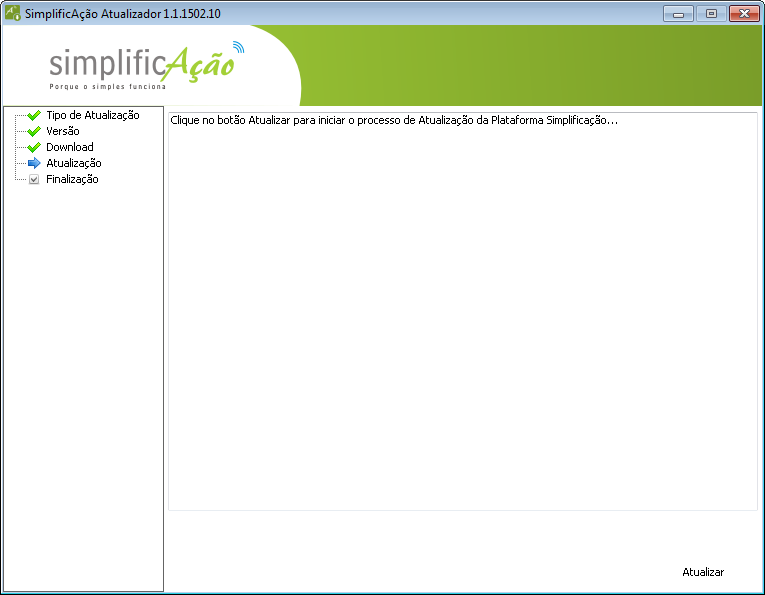 SimplificAção Atualizador 1.1.1502.10
simplificAção
Porque o simples funciona
Tipo de Atualização
Versão
Download
Atualização
Finalização
Clique no botão Atualizar para iniciar o processo de Atualização da Plataforma Simplificação...
Atualizar